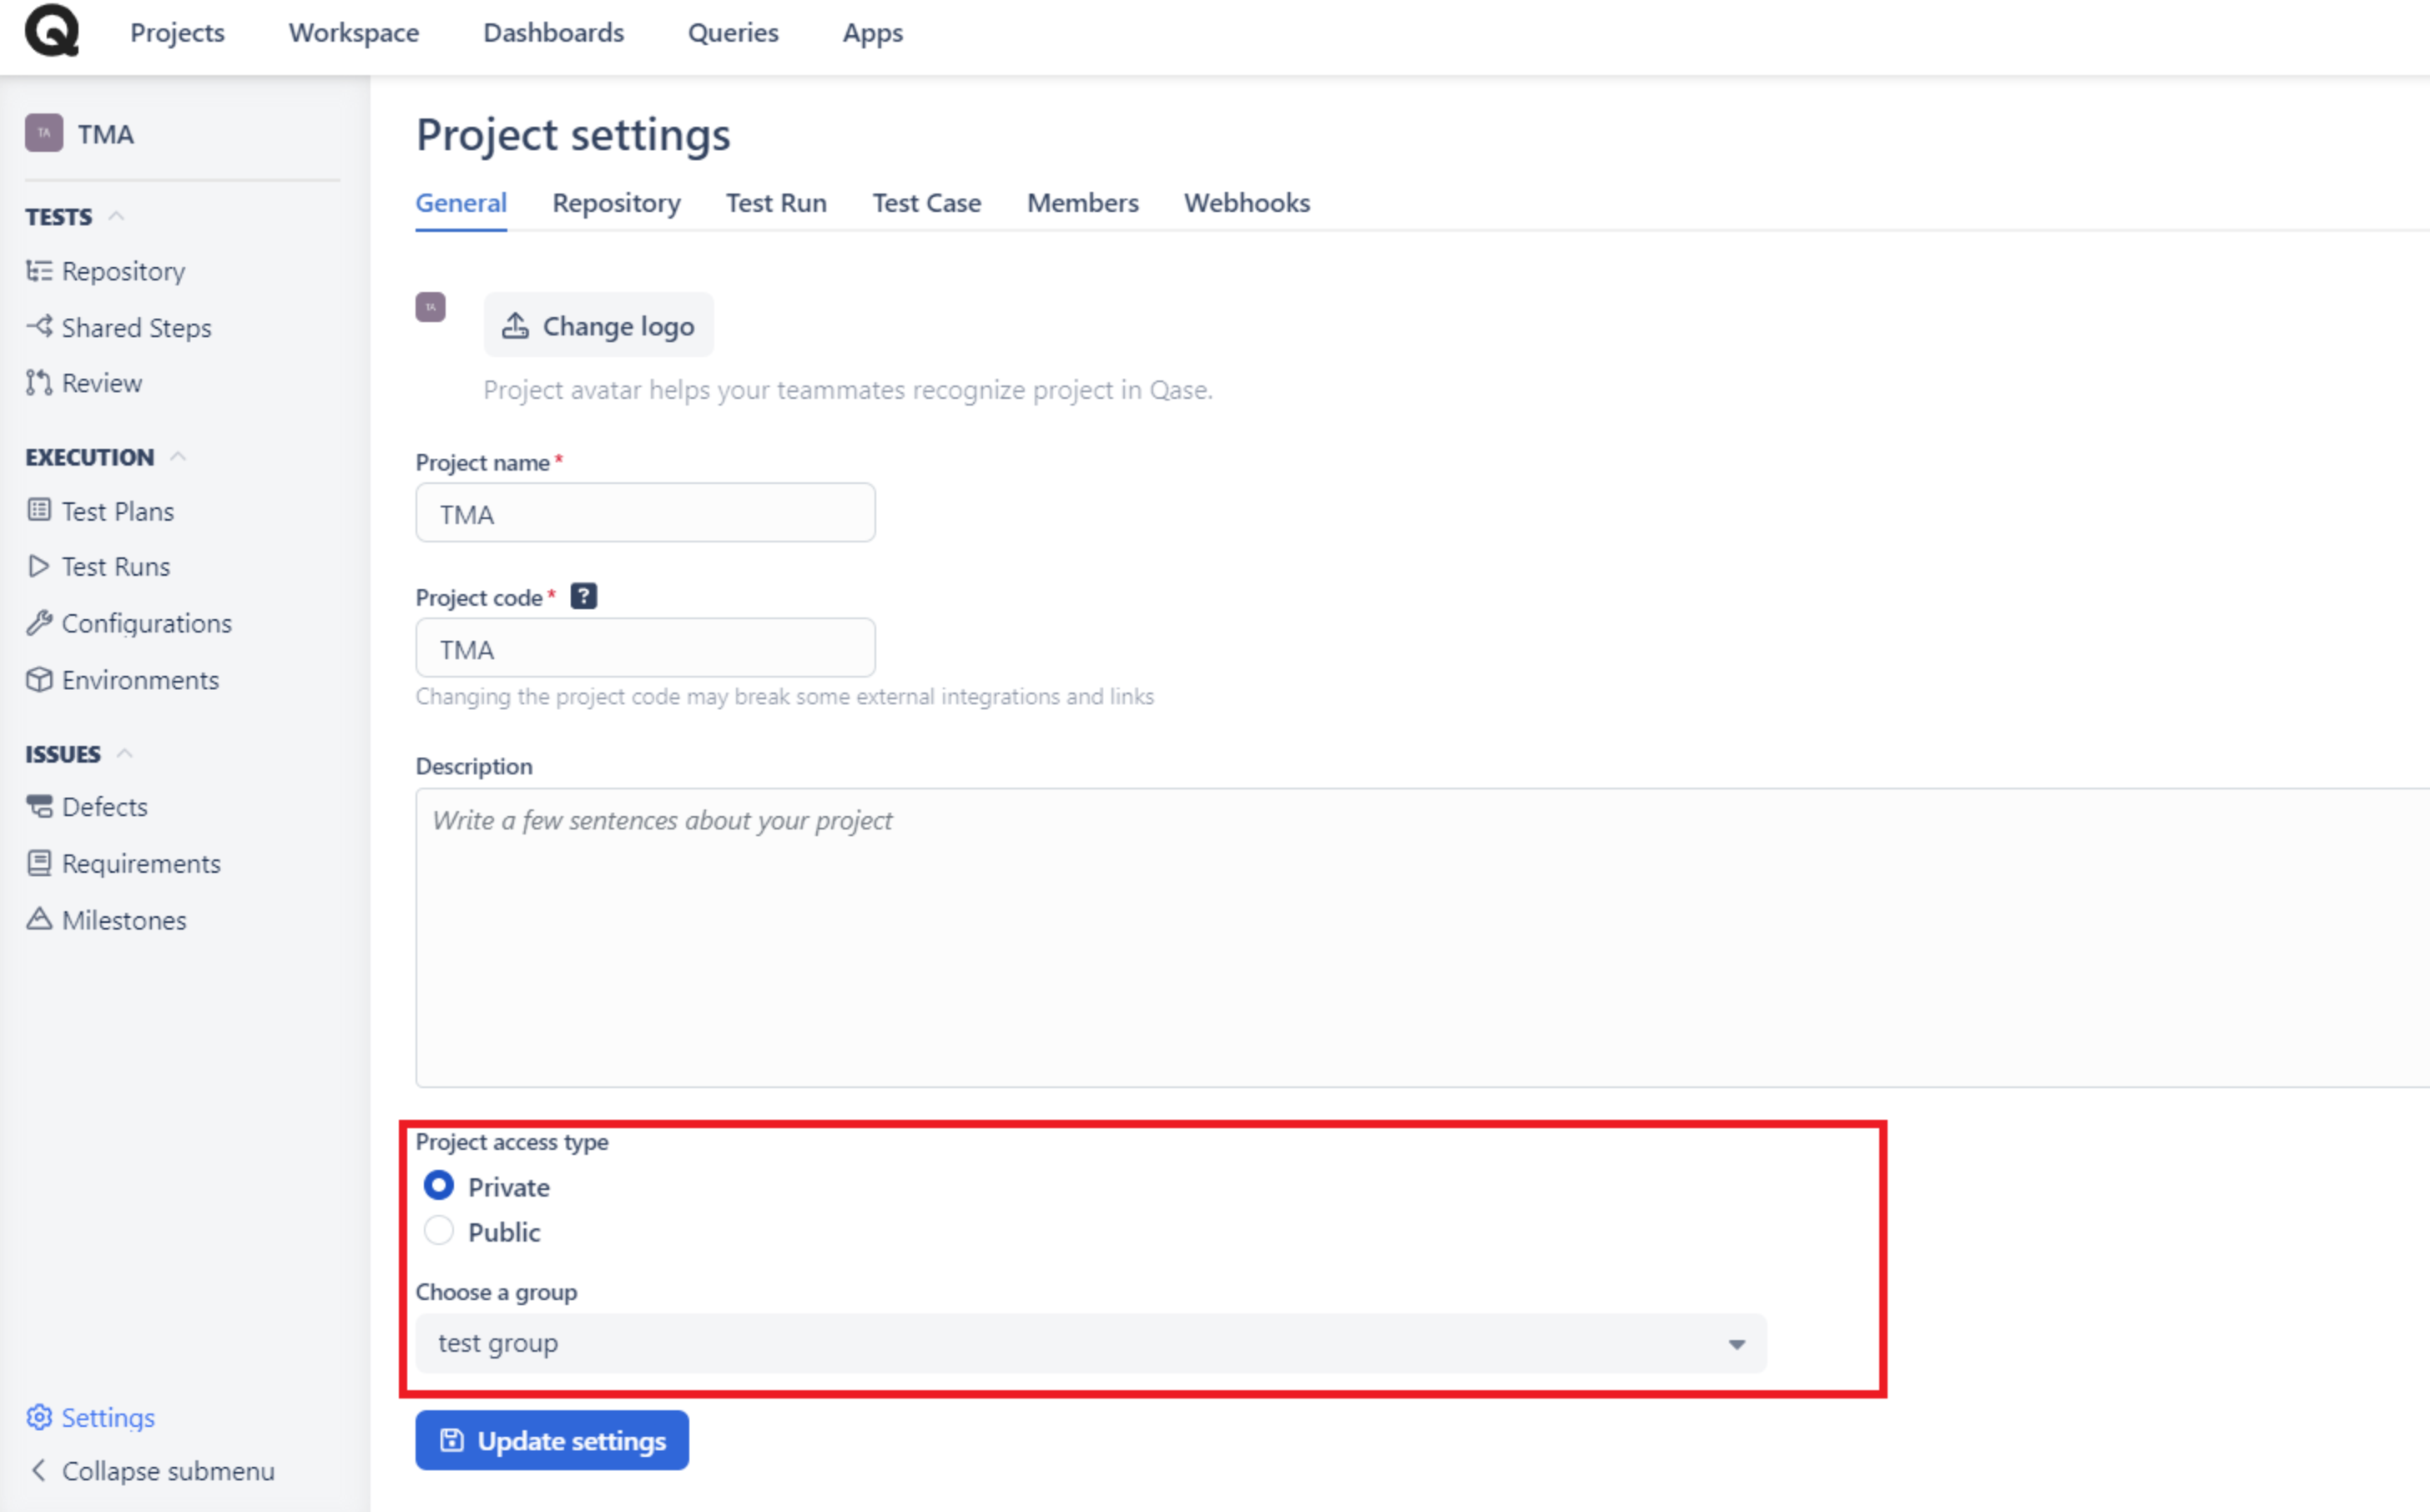 Projects Workspace Dashboards Queries Apps
TA TMA
TESTS
Repository
Shared Steps
Review
EXECUTION
Test Plans
Test Runs
Configurations
Environments
ISSUES
Defects
Requirements
Milestones
Settings
Collapse submenu
Project settings
General Repository Test Run Test Case Members Webhooks
TA Change logo
Project avatar helps your teammates recognize project in Qase.
Project name*
TMA
Project code* ?
TMA
Changing the project code may break some external integrations and links
Description
Write a few sentences about your project
Project access type
Private
Public
Choose a group
test group
Update settings